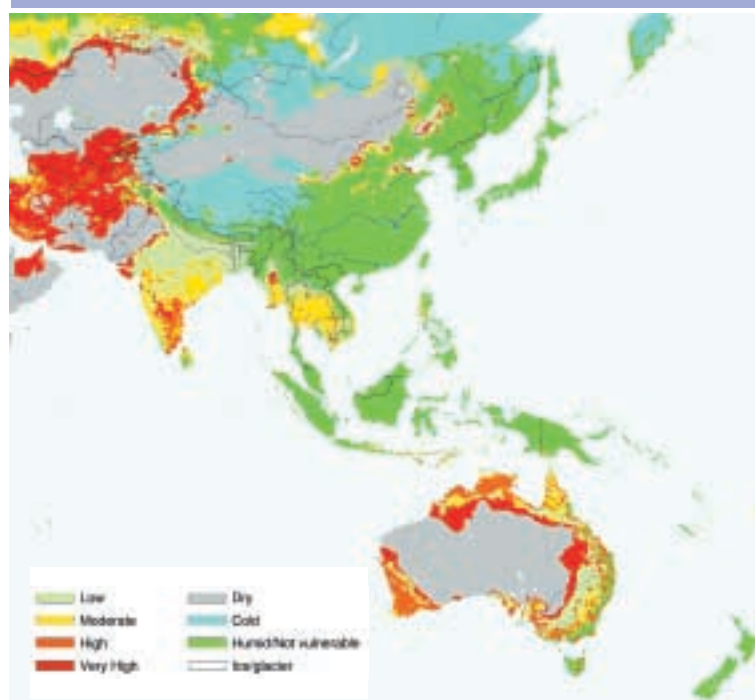 Low
Moderate
High
Very High
Dry
Cold
Humid/Not vulnerable
Ice/glacier